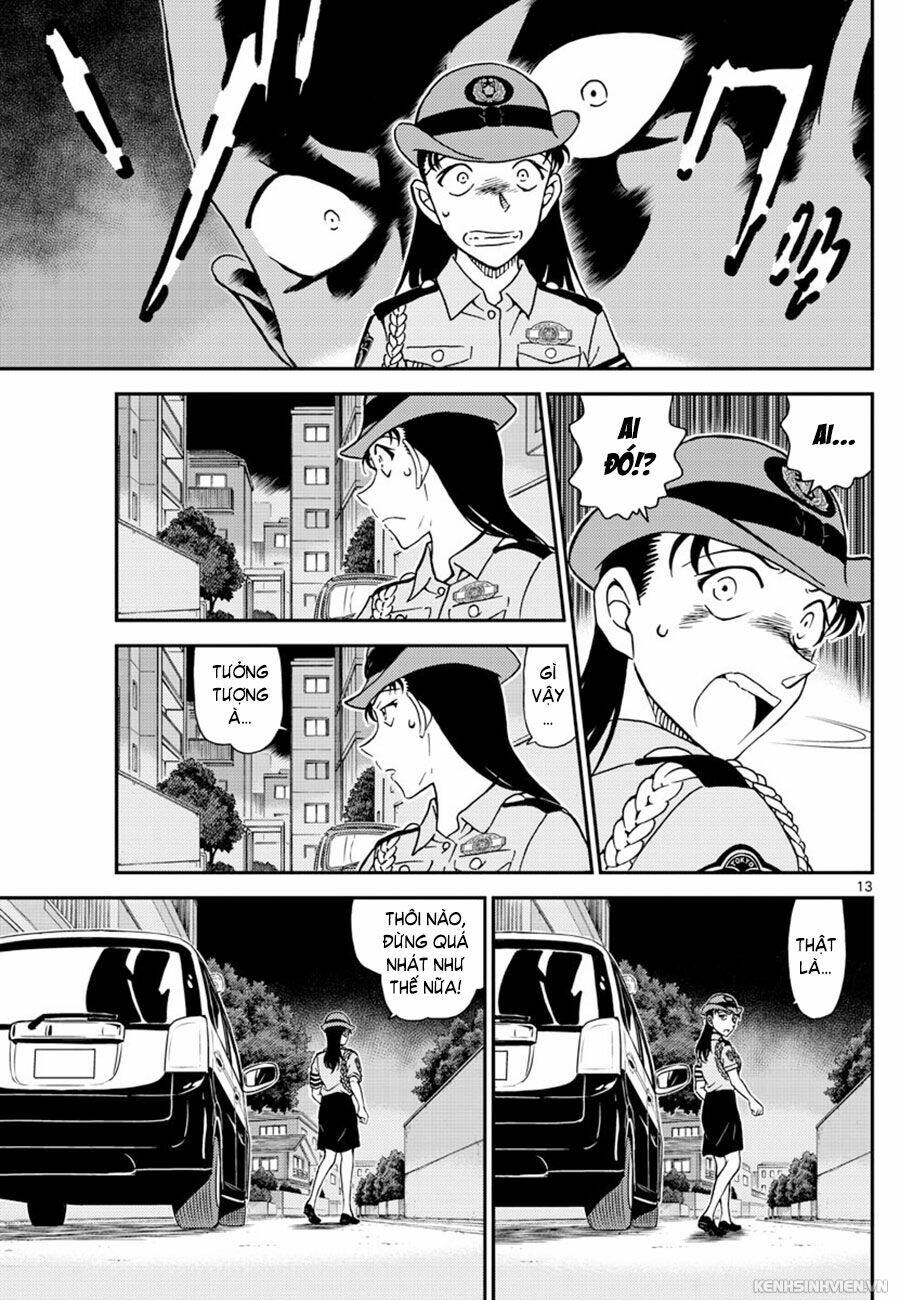 AI...
AI
ĐÓ!?
GÌ
VẬY
...
TƯỞNG
TƯỢNG
À...
TOKYO
13
THẬT
LÀ...
THÔI NÀO,
ĐỪNG QUÁ
NHÁT NHƯ
THẾ NỮA!
KENHSINHVIEN.VN